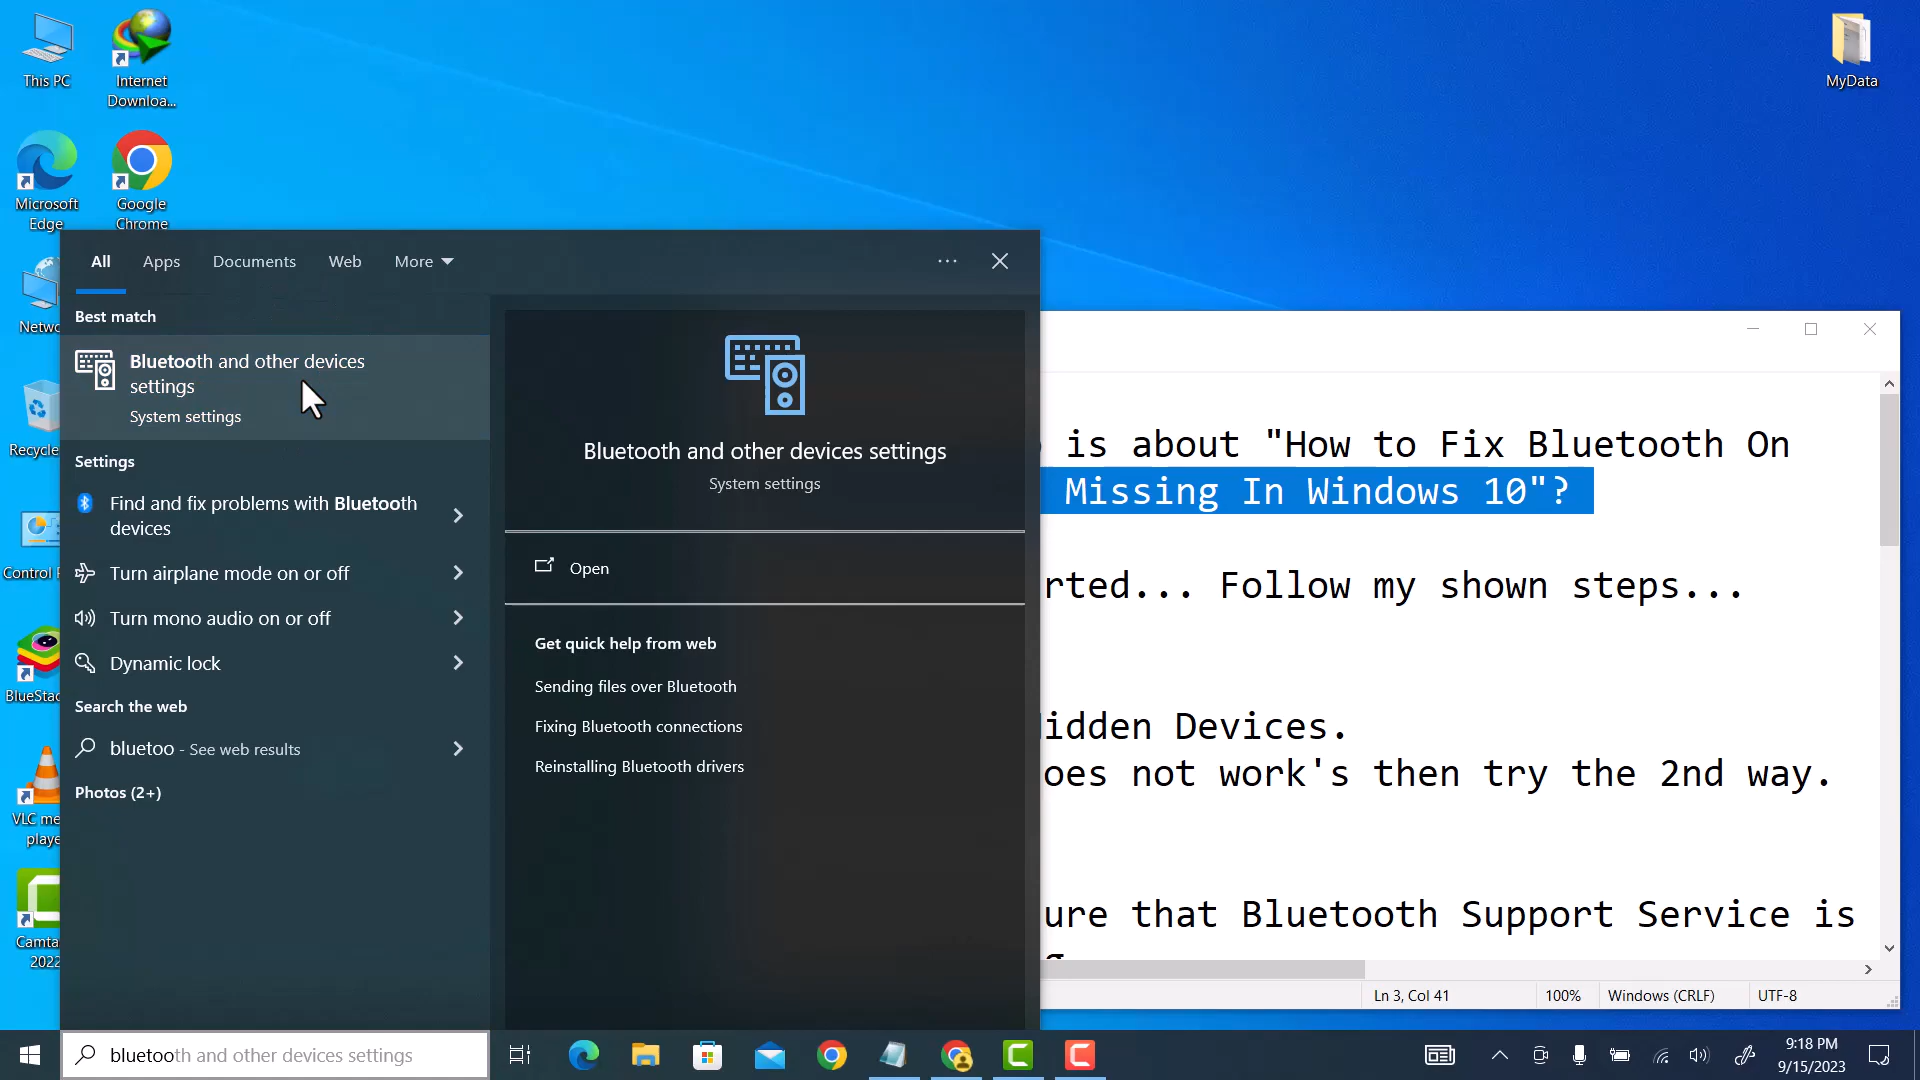 This PC
Internet
Downloa...
MyData
Microsoft
Edge
Google
Chrome
Netwo
Recycle
Control
BlueStac
VLC me
playe
Camta
2022
All
Apps
Documents
Web
More
Best match
Bluetooth and other devices
settings
System settings
Settings
Find and fix problems with Bluetooth
devices
Turn airplane mode on or off
Turn mono audio on or off
Dynamic lock
Search the web
bluetoo - See web results
Photos (2+)
Bluetooth and other devices settings
System settings
Open
Get quick help from web
Sending files over Bluetooth
Fixing Bluetooth connections
Reinstalling Bluetooth drivers
is about "How to Fix Bluetooth On
Missing In Windows 10"?
rted... Follow my shown steps...
idden Devices.
oes not work's then try the 2nd way.
ure that Bluetooth Support Service is
Ln 3, Col 41
100%
Windows (CRLF)
UTF-8
bluetooth and other devices settings
9:18 PM
9/15/2023